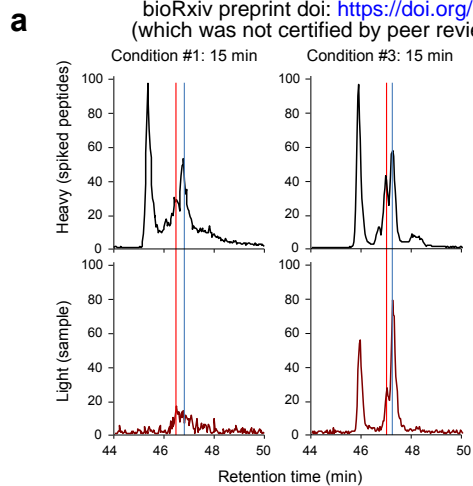 bioRxiv preprint doi: https://doi.org/
(which was not certified by peer revie
a
Condition #1: 15 min
Condition #3: 15 min
Heavy (spiked peptides)
100
80
60
40
20
0
100
80
60
40
20
0
Light (sample)
100
80
60
40
20
0
100
80
60
40
20
0
44 46 48 50
44 46 48 50
Retention time (min)